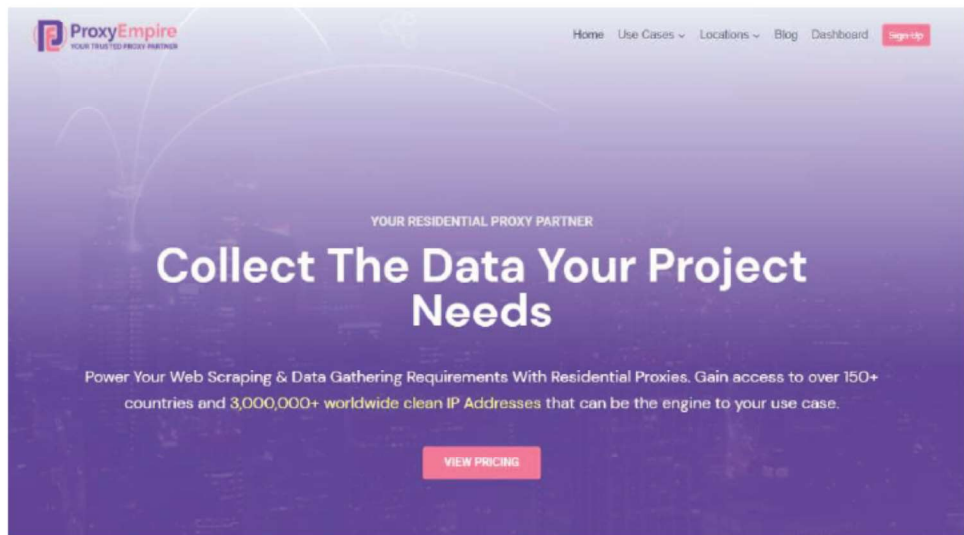 ProxyEmpire
YOUR TRUSTED PROXY PARTNER
Home Use Cases Locations Blog Dashboard Sign Up
YOUR RESIDENTIAL PROXY PARTNER
Collect The Data Your Project
Needs
Power Your Web Scraping & Data Gathering Requirements With Residential Proxies. Gain access to over 150+
countries and 3,000,000+ worldwide clean IP Addresses that can be the engine to your use case.
VIEW PRICING